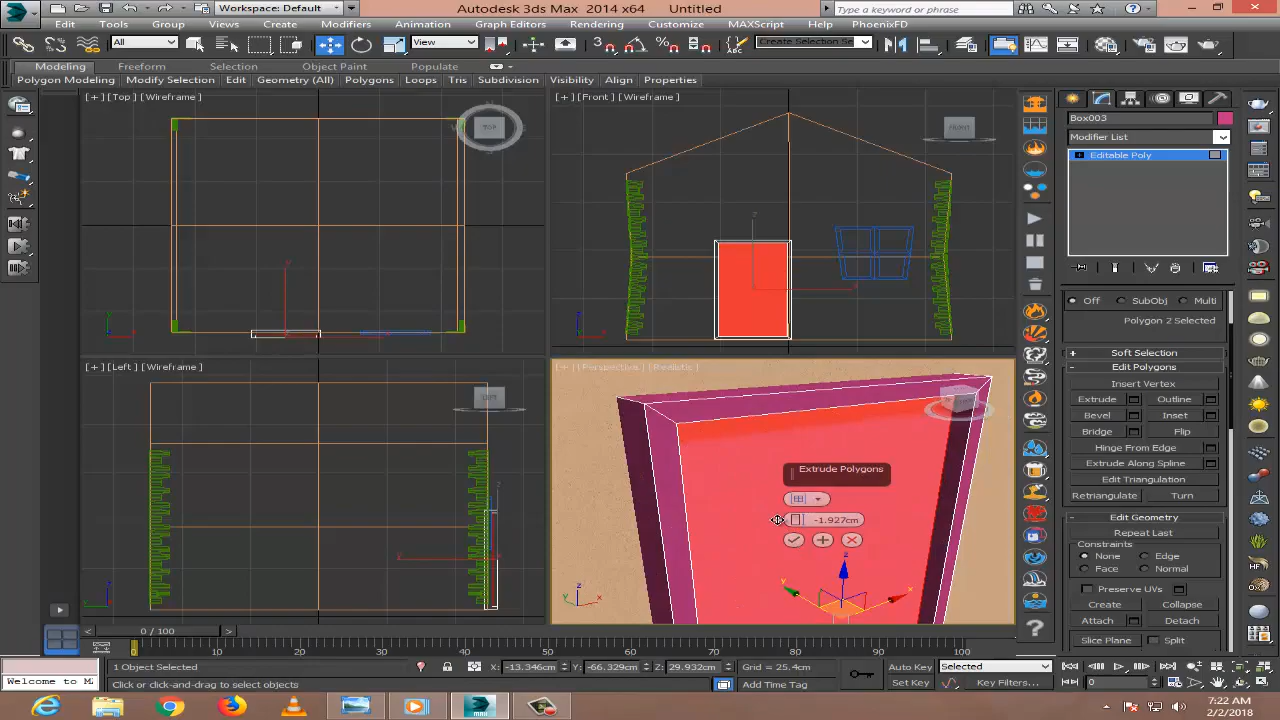 Workspace: Default
Autodesk 3ds Max 2014 x64 Untitled
Type a keyword or phrase
Edit Tools Group Views Create Modifiers Animation Graph Editors Rendering Customize MAXScript Help PhoenixFD
All
View
Create Selection Se
Modeling Freeform Selection Object Paint Populate
Polygon Modeling Modify Selection Edit Geometry (All) Polygons Loops Tris Subdivision Visibility Align Properties
[+] [Top] [Wireframe]
[+] [Front] [Wireframe]
TOP
FRONT
Box003
Modifier List
Editable Poly
[+] [Left] [Wireframe]
[+] [Perspective] [Realistic]
LEFT
Off SubObj Multi
Polygon 2 Selected
Soft Selection
Edit Polygons
Insert Vertex
Extrude Outline
Bevel Inset
Bridge Flip
Hinge From Edge
Extrude Along Spline
Edit Triangulation
Retriangulate Turn
Edit Geometry
Repeat Last
Constraints
None Edge
Face Normal
Preserve UVs
Create Collapse
Attach Detach
Slice Plane Split
Extrude Polygons
-1.927cm
0 / 100
0 10 20 30 40 50 60 70 80 90 100
1 Object Selected
X: -13.346cm Y: -66.329cm Z: 29.932cm Grid = 25.4cm
Auto Key Selected
Welcome to M
Click or click-and-drag to select objects
Add Time Tag
Set Key Key Filters...
0
7:22 AM
2/2/2018